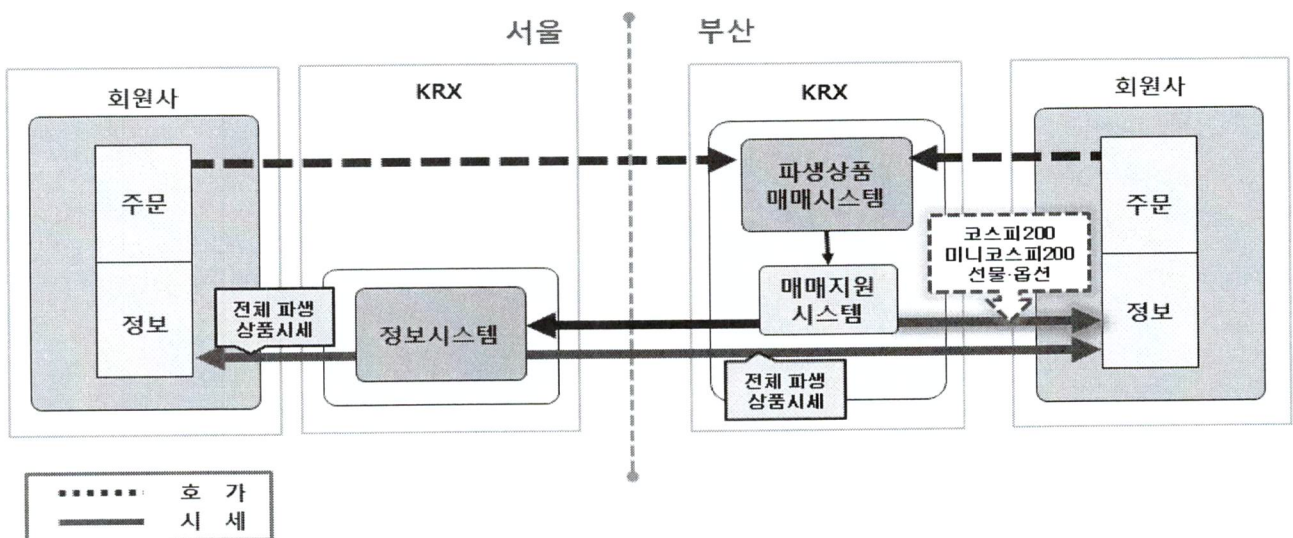 서울
부산
회원사
주문
정보
KRX
전체 파생
상품시세
정보시스템
KRX
파생상품
매매시스템
매매지원
시스템
전체 파생
상품시세
코스피200
미니코스피200
선물·옵션
회원사
주문
정보
호 가
시 세